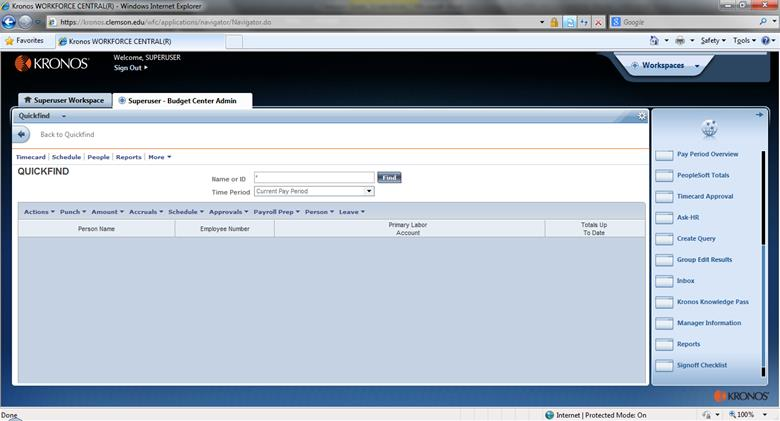 Kronos WORKFORCE CENTRAL(R) - Windows Internet Explorer
https://kronos.clemson.edu/wfc/applications/navigator/Navigator.do
Google
Favorites
Kronos WORKFORCE CENTRAL(R)
Safety
Tools
KRONOS
Welcome, SUPERUSER
Sign Out
Workspaces
Superuser Workspace
Superuser - Budget Center Admin
Quickfind
Back to Quickfind
Timecard | Schedule | People | Reports | More
QUICKFIND
Name or ID
*
Find
Time Period
Current Pay Period
Actions Punch Amount Accruals Schedule Approvals Payroll Prep Person Leave
Person Name
Employee Number
Primary Labor
Account
Totals Up
To Date
Pay Period Overview
PeopleSoft Totals
Timecard Approval
Ask-HR
Create Query
Group Edit Results
Inbox
Kronos Knowledge Pass
Manager Information
Reports
Signoff Checklist
KRONOS
Done
Internet | Protected Mode: On
100%